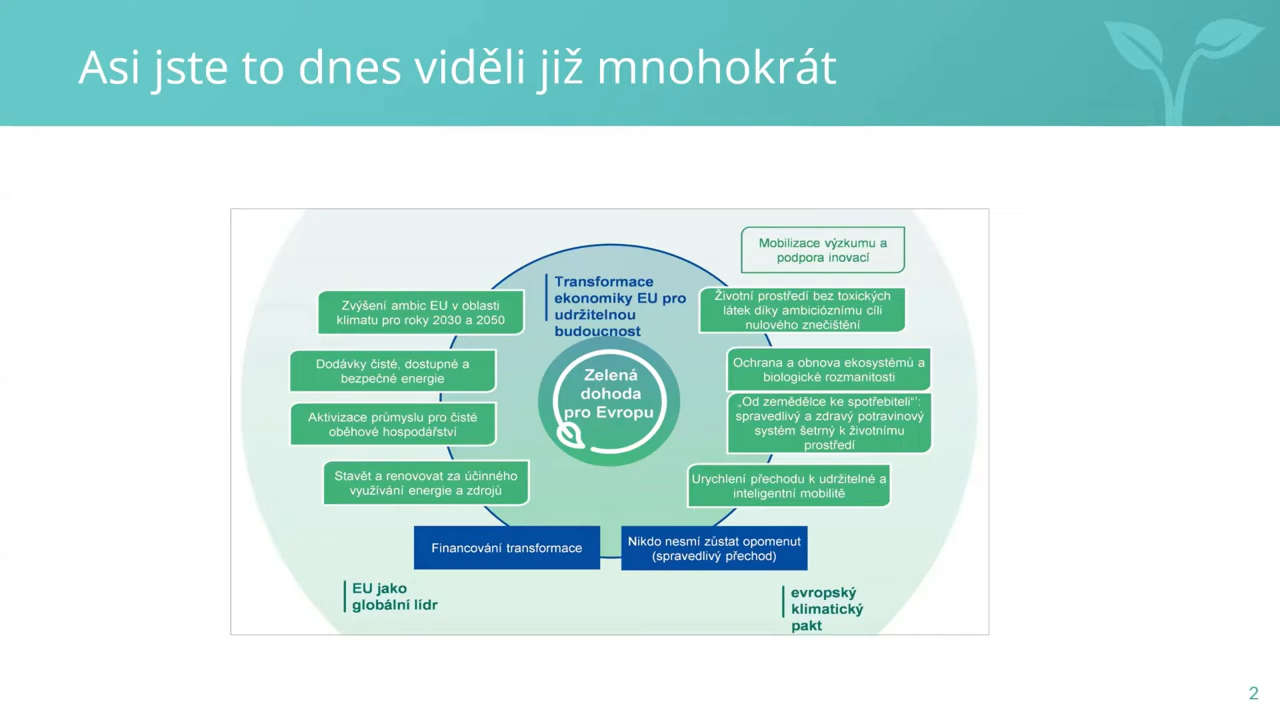 Asi jste to dnes viděli již mnohokrát
Mobilizace výzkumu a
podpora inovací
Transformace
ekonomiky EU pro
udržitelnou
budoucnost
Zvýšení ambic EU v oblasti
klimatu pro roky 2030 a 2050
Životní prostředí bez toxických
látek díky ambicióznímu cíli
nulového znečištění
Dodávky čisté, dostupné a
bezpečné energie
Ochrana a obnova ekosystémů a
biologické rozmanitosti
Zelená
dohoda
pro Evropu
Aktivizace průmyslu pro čisté
oběhové hospodářství
„Od zemědělce ke spotřebiteli“':
spravedlivý a zdravý potravinový
systém šetrný k životnímu
prostředí
Stavět a renovovat za účinného
využívání energie a zdrojů
Urychlení přechodu k udržitelné a
inteligentní mobilitě
Financování transformace
Nikdo nesmí zůstat opomenut
(spravedlivý přechod)
EU jako
globální lídr
evropský
klimatický
pakt
2